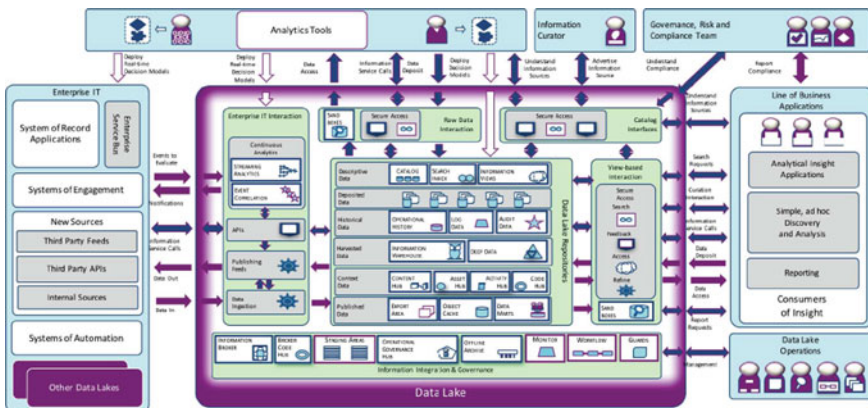 Analytics Tools
Information
Curator
Governance, Risk and
Compliance Team
Deploy
Real-time
Decision Models
Deploy
Real-time
Decision
Models
Data
Access
Information
Service Calls
Data
Deposit
Deploy
Decision
Models
Understand
Information
Sources
Advertise
Information
Source
Understand
Compliance
Report
Compliance
Enterprise IT
System of Record
Applications
Enterprise
Service Bus
Systems of Engagement
New Sources
Third Party Feeds
Third Party APIs
Internal Sources
Systems of Automation
Other Data Lakes
Events to
Evaluate
Notifications
Information
Service Calls
Data Out
Data In
Enterprise IT Interaction
Continuous
Analytics
Streaming
Analytics
Event
Correlation
APIs
Publishing
Feeds
Data
Ingestion
Secure Access
Raw Data
Interaction
Secure Access
Catalog
Interfaces
Descriptive
Data
Catalog
Search
Index
Information
Views
Deposited
Data
Historical
Data
Operational
History
Log
Data
Audit
Data
Harvested
Data
Information
Warehouse
Deep Data
Context
Data
Content
Hub
Asset
Hub
Activity
Hub
Code
Hub
Published
Data
Export
Area
Object
Cache
Data
Marts
Data Lake Repositories
View-based
Interaction
Secure
Access
Search
Feedback
Access
Refine
Information
Broker
Broker
Code
Hub
Staging Areas
Operational
Governance
Hub
Offline
Archive
Monitor
Workflow
Guards
Information Integration & Governance
Data Lake
Understand
Information
Sources
Search
Requests
Curation
Interaction
Information
Service Calls
Data
Deposit
Data
Access
Report
Requests
Management
Line of Business
Applications
Analytical Insight
Applications
Simple, ad hoc
Discovery
and Analysis
Reporting
Consumers
of Insight
Data Lake
Operations